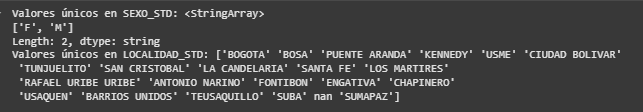 Valores únicos en SEXO_STD: <StringArray>
['F', 'M']
Length: 2, dtype: string
Valores únicos en LOCALIDAD_STD: ['BOGOTA' 'BOSA' 'PUENTE ARANDA' 'KENNEDY' 'USME' 'CIUDAD BOLIVAR'
'TUNJUELITO' 'SAN CRISTOBAL' 'LA CANDELARIA' 'SANTA FE' 'LOS MARTIRES'
'RAFAEL URIBE URIBE' 'ANTONIO NARINO' 'FONTIBON' 'ENGATIVA' 'CHAPINERO'
'USAQUEN' 'BARRIOS UNIDOS' 'TEUSAQUILLO' 'SUBA' nan 'SUMAPAZ']